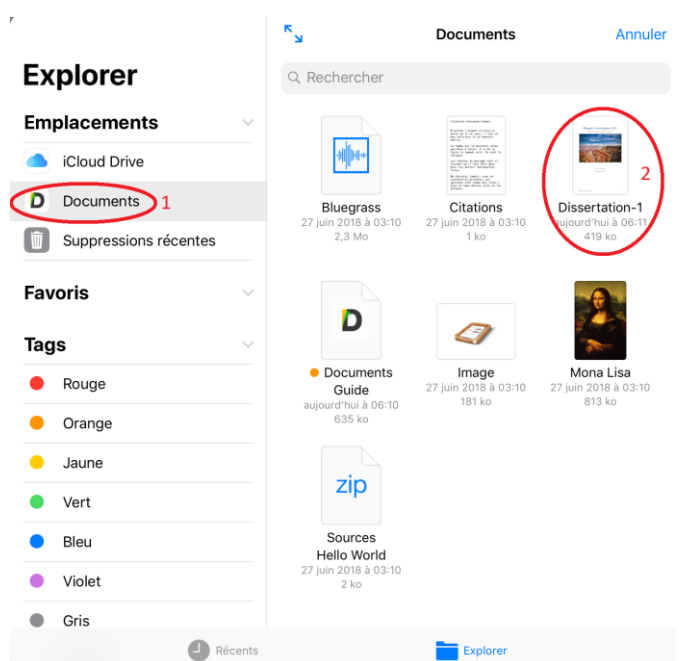 Documents
Annuler
Explorer
Rechercher
Emplacements
iCloud Drive
Documents 1
Suppressions récentes
Favoris
Tags
Rouge
Orange
Jaune
Vert
Bleu
Violet
Gris
Bluegrass
27 juin 2018 à 03:10
2,3 Mo
Citations
27 juin 2018 à 03:10
1 ko
2
Dissertation-1
aujourd'hui à 06:11
419 ko
D
Documents
Guide
aujourd'hui à 06:10
635 ko
Image
27 juin 2018 à 03:10
181 ko
Mona Lisa
27 juin 2018 à 03:10
813 ko
zip
Sources
Hello World
27 juin 2018 à 03:10
2 ko
Récents
Explorer